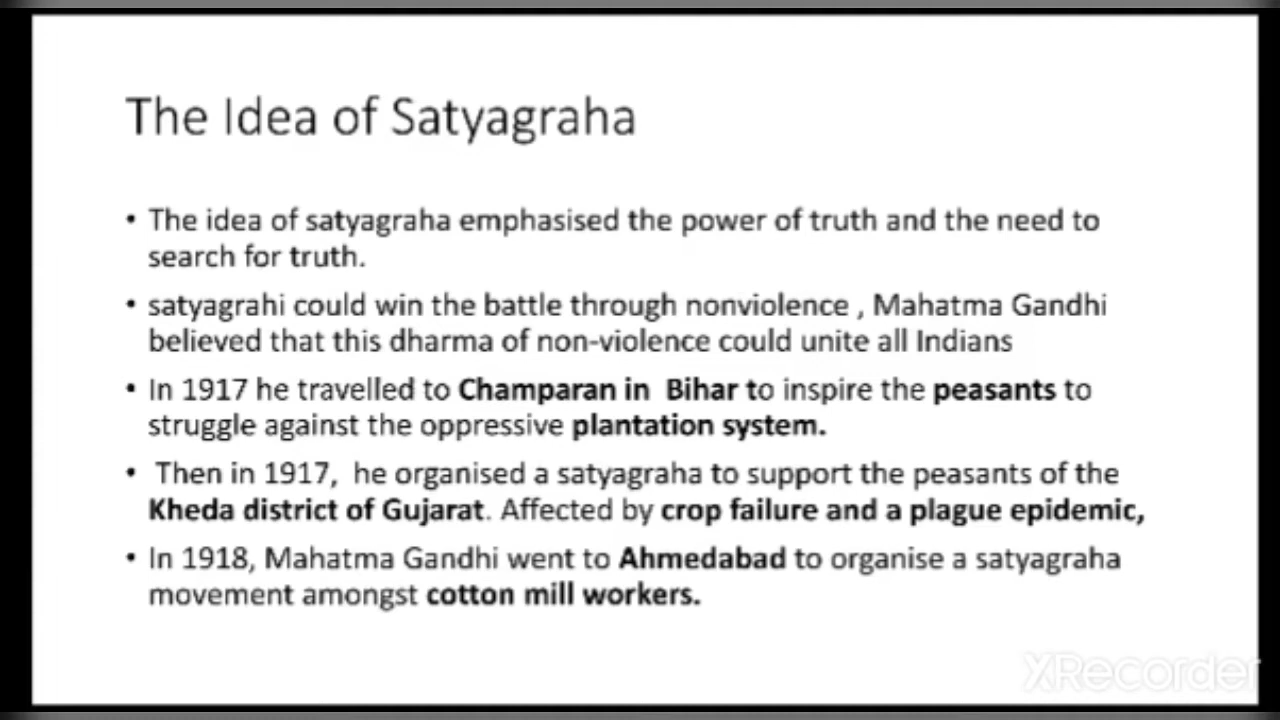 The Idea of Satyagraha
• The idea of satyagraha emphasised the power of truth and the need to
search for truth.
• satyagrahi could win the battle through nonviolence , Mahatma Gandhi
believed that this dharma of non-violence could unite all Indians
• In 1917 he travelled to Champaran in  Bihar to inspire the peasants to
struggle against the oppressive plantation system.
•  Then in 1917,  he organised a satyagraha to support the peasants of the
Kheda district of Gujarat. Affected by crop failure and a plague epidemic,
• In 1918, Mahatma Gandhi went to Ahmedabad to organise a satyagraha
movement amongst cotton mill workers.
XRecorder